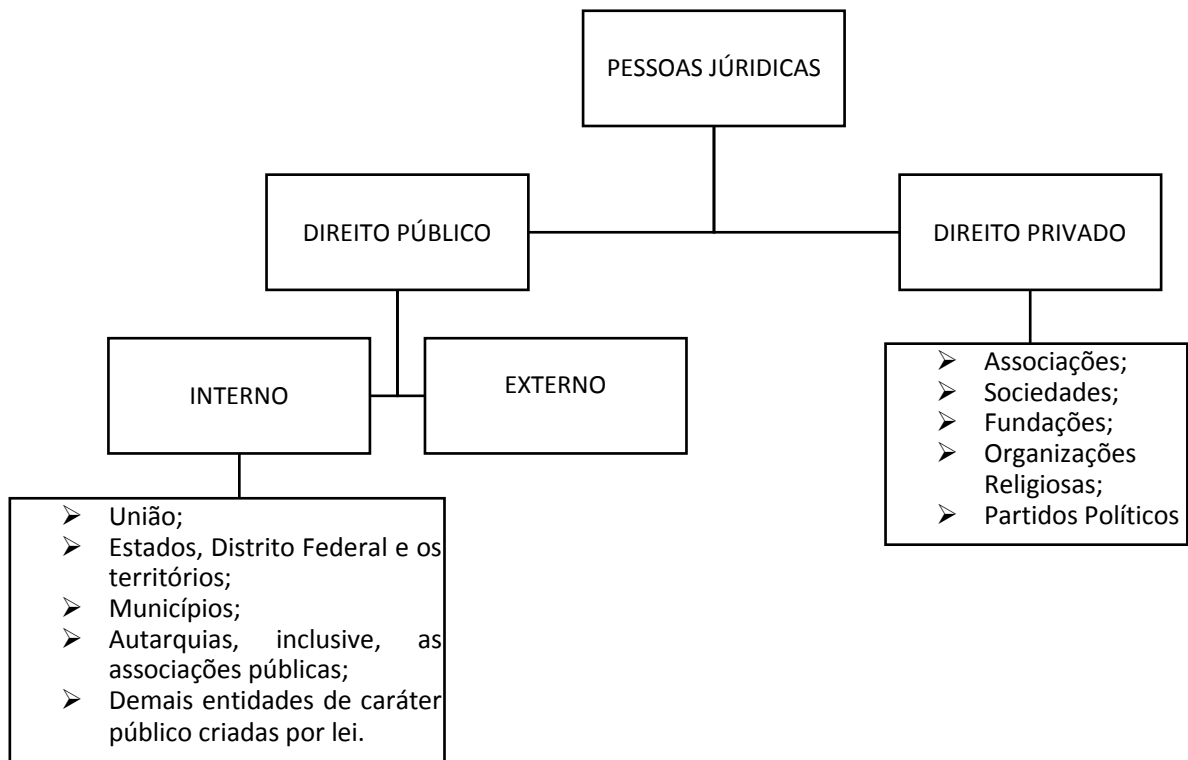 PESSOAS JÚRIDICAS
DIREITO PÚBLICO
DIREITO PRIVADO
INTERNO
EXTERNO
➢ Associações;
➢ Sociedades;
➢ Fundações;
➢ Organizações
Religiosas;
➢ Partidos Políticos
➢ União;
➢ Estados, Distrito Federal e os
territórios;
➢ Municípios;
➢ Autarquias, inclusive, as
associações públicas;
➢ Demais entidades de caráter
público criadas por lei.